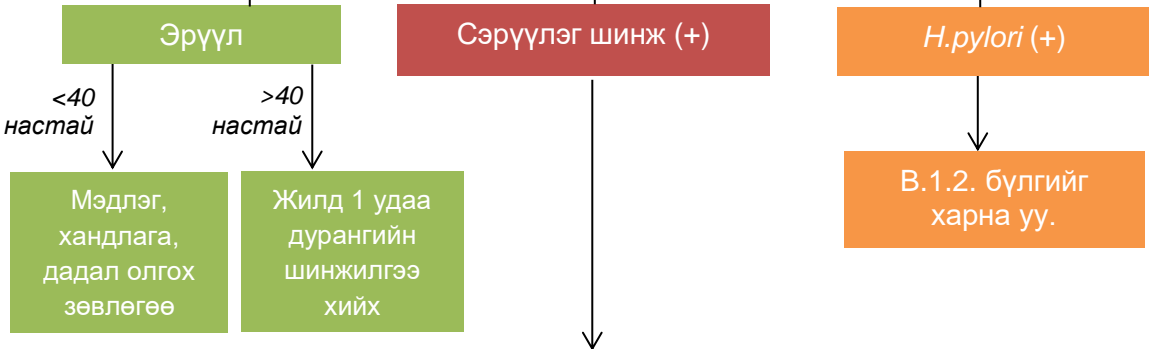 Эрүүл
Сэрүүлэг шинж (+)
H.pylori (+)
<40
настай
>40
настай
Мэдлэг,
хандлага,
дадал олгох
зөвлөгөө
Жилд 1 удаа
дурангийн
шинжилгээ
хийх
В.1.2. бүлгийг
харна уу.